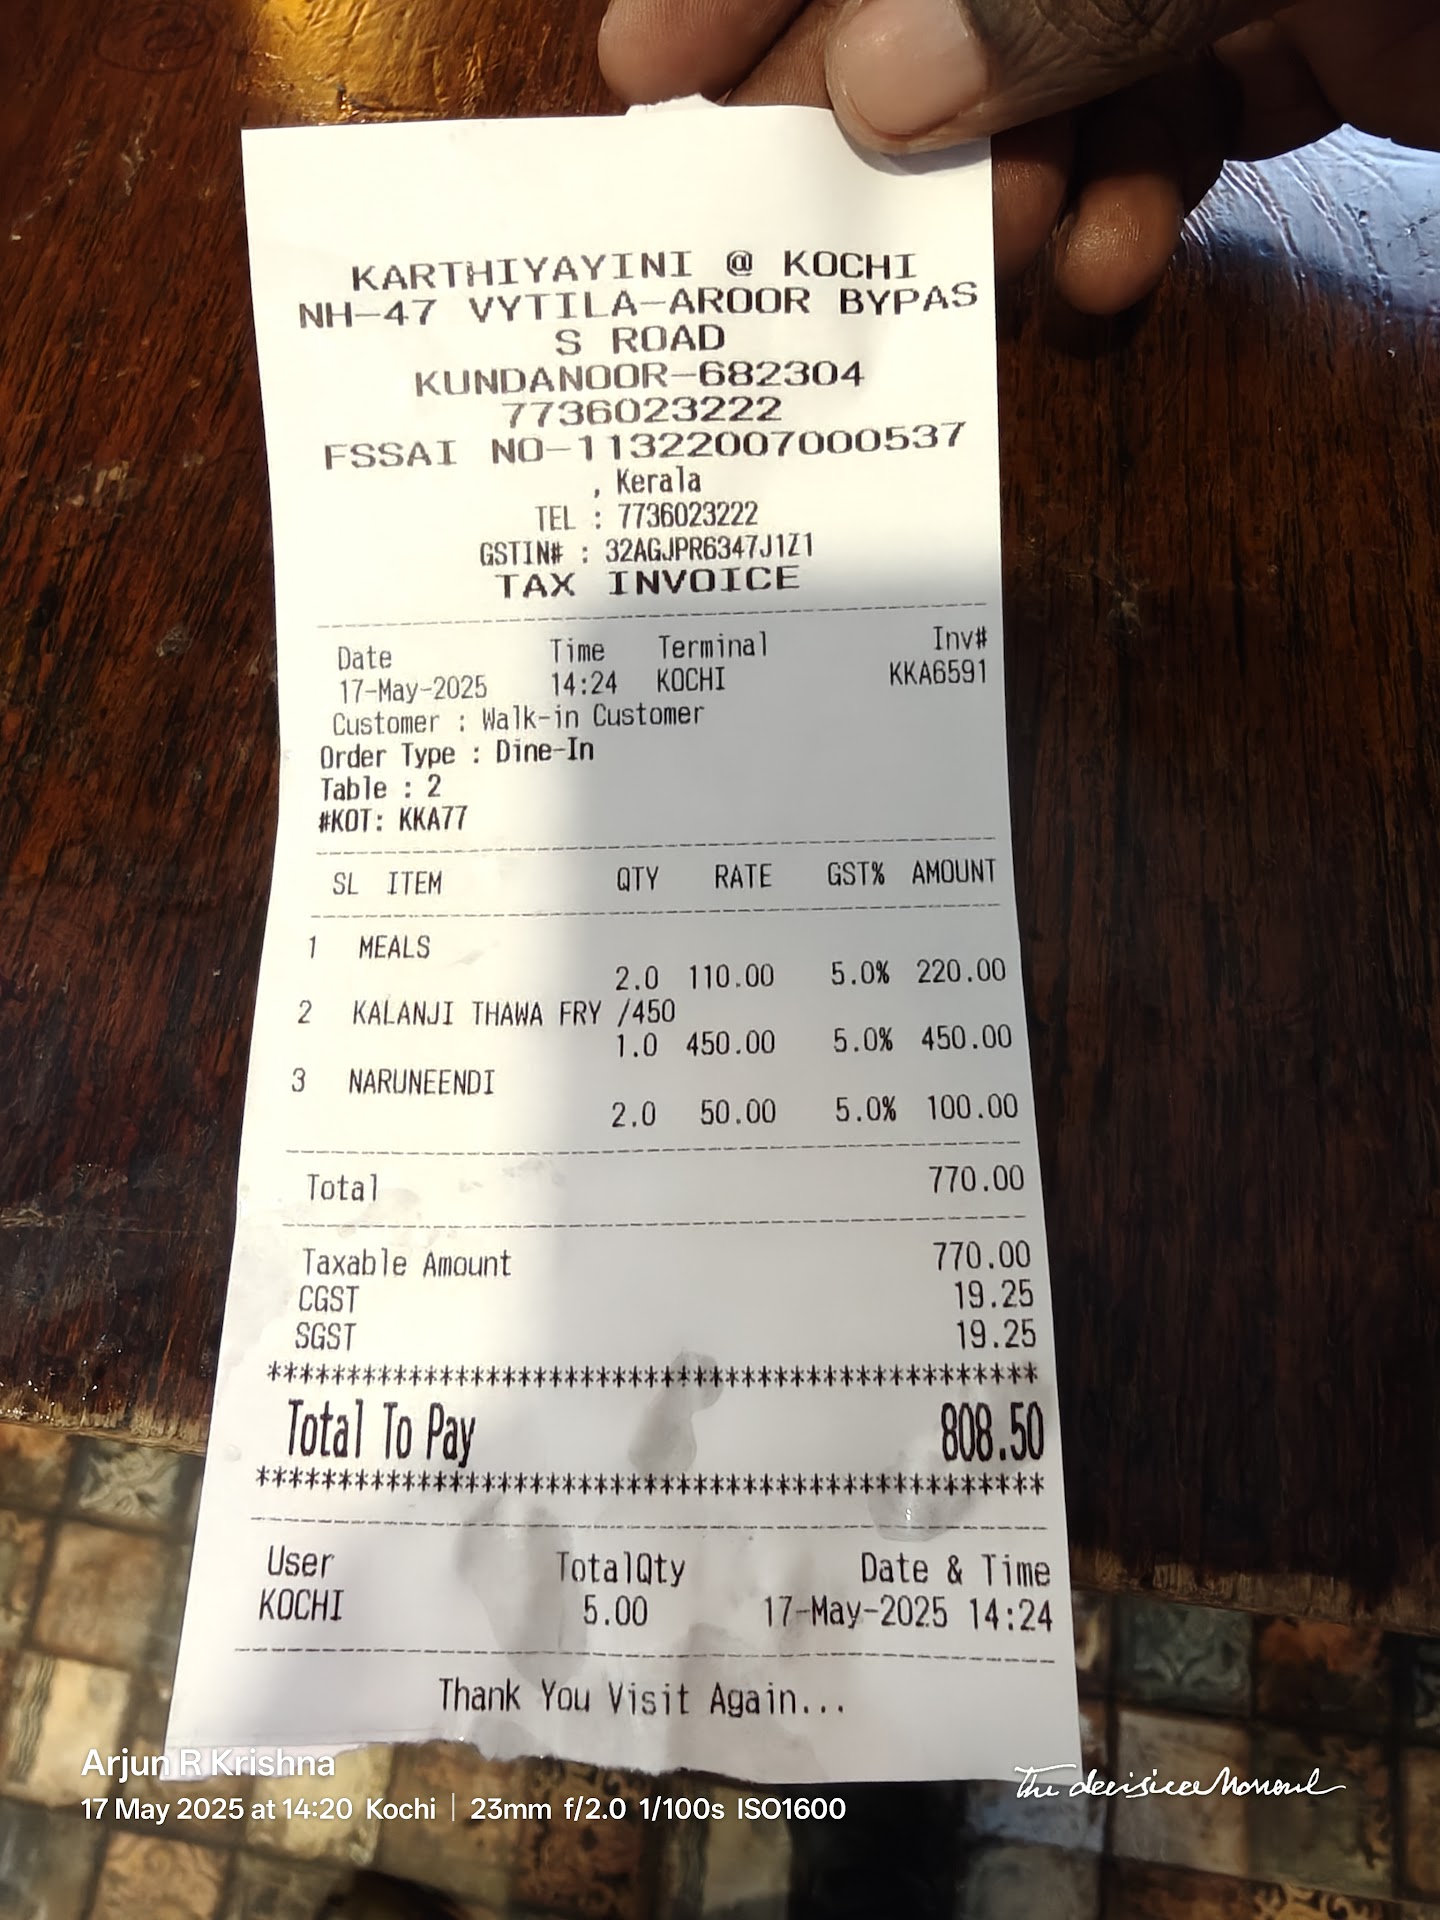 KARTHIYAYINI @ KOCHI
NH-47 VYTILA-AROOR BYPAS
S ROAD
KUNDANOOR-682304
7736023222
FSSAI NO-11322007000537
, Kerala
TEL : 7736023222
GSTIN# : 32AGJPR6347J1Z1
TAX INVOICE
Date Time Terminal Inv#
17-May-2025 14:24 KOCHI KKA6591
Customer : Walk-in Customer
Order Type : Dine-In
Table : 2
#KOT: KKA77
SL ITEM QTY RATE GST% AMOUNT
1 MEALS
2.0 110.00 5.0% 220.00
2 KALANJI THAWA FRY /450
1.0 450.00 5.0% 450.00
3 NARUNEENDI
2.0 50.00 5.0% 100.00
Total 770.00
Taxable Amount 770.00
CGST 19.25
SGST 19.25
Total To Pay 808.50
User TotalQty Date & Time
KOCHI 5.00 17-May-2025 14:24
Thank You Visit Again...
Arjun R Krishna
17 May 2025 at 14:20 Kochi | 23mm f/2.0 1/100s ISO1600